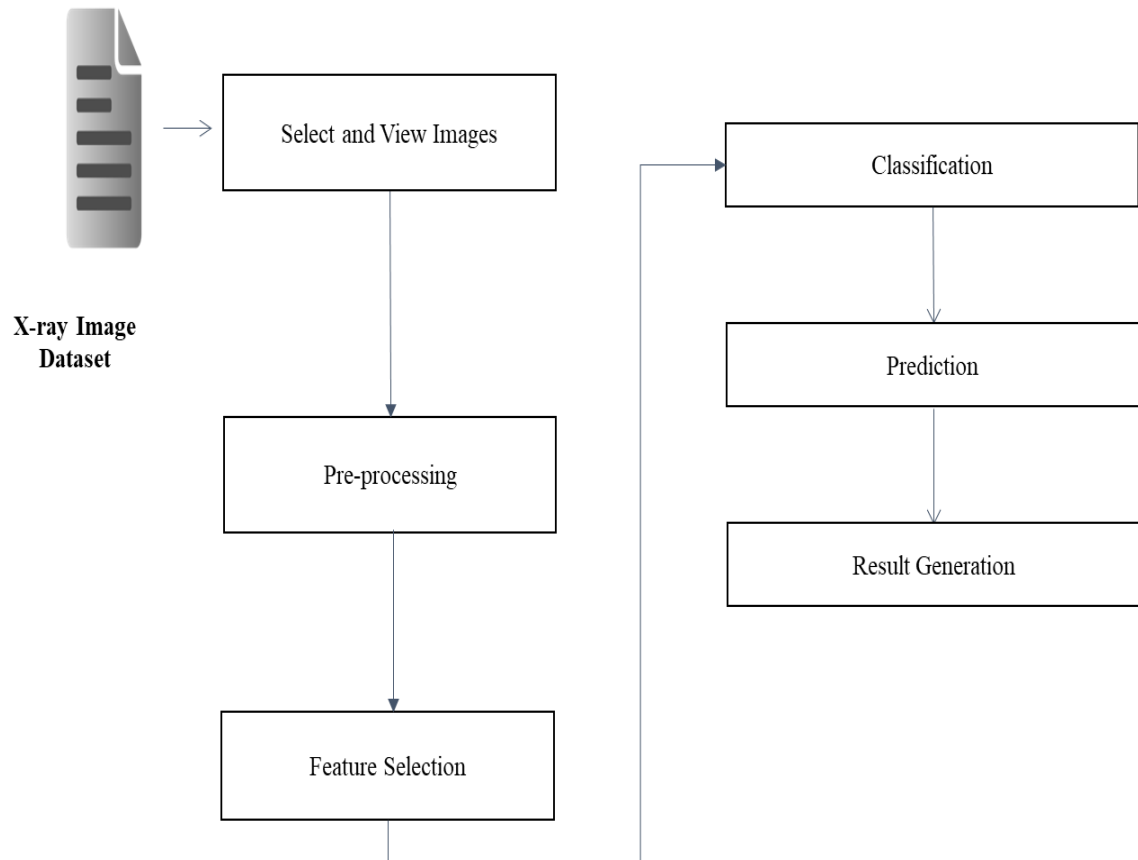 X-ray Image
Dataset
Select and View Images
Pre-processing
Feature Selection
Classification
Prediction
Result Generation